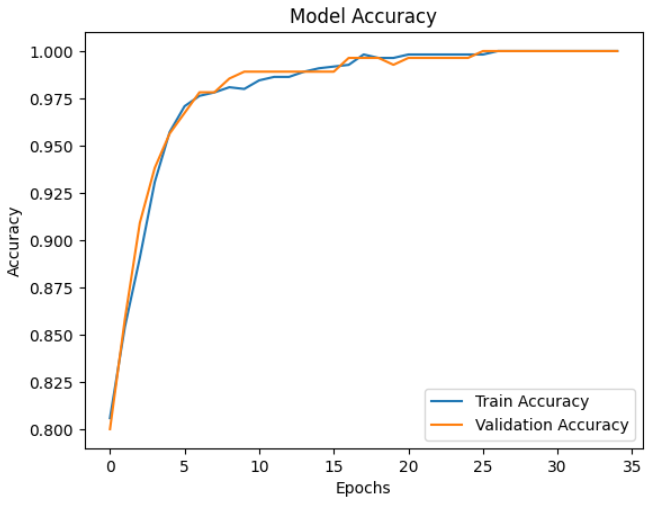 Model Accuracy
1.000
0.975
0.950
0.925
0.900
0.875
0.850
0.825
0.800
Accuracy
Train Accuracy
Validation Accuracy
0 5 10 15 20 25 30 35
Epochs